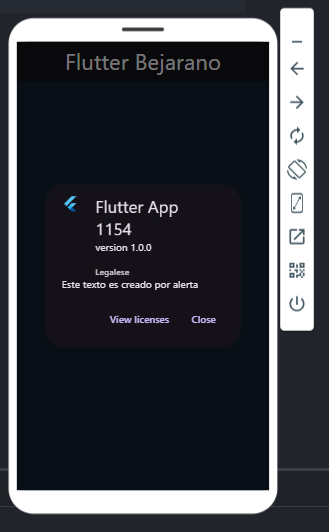 Flutter Bejarano
Flutter App
1154
version 1.0.0
Legalese
Este texto es creado por alerta
View licenses Close